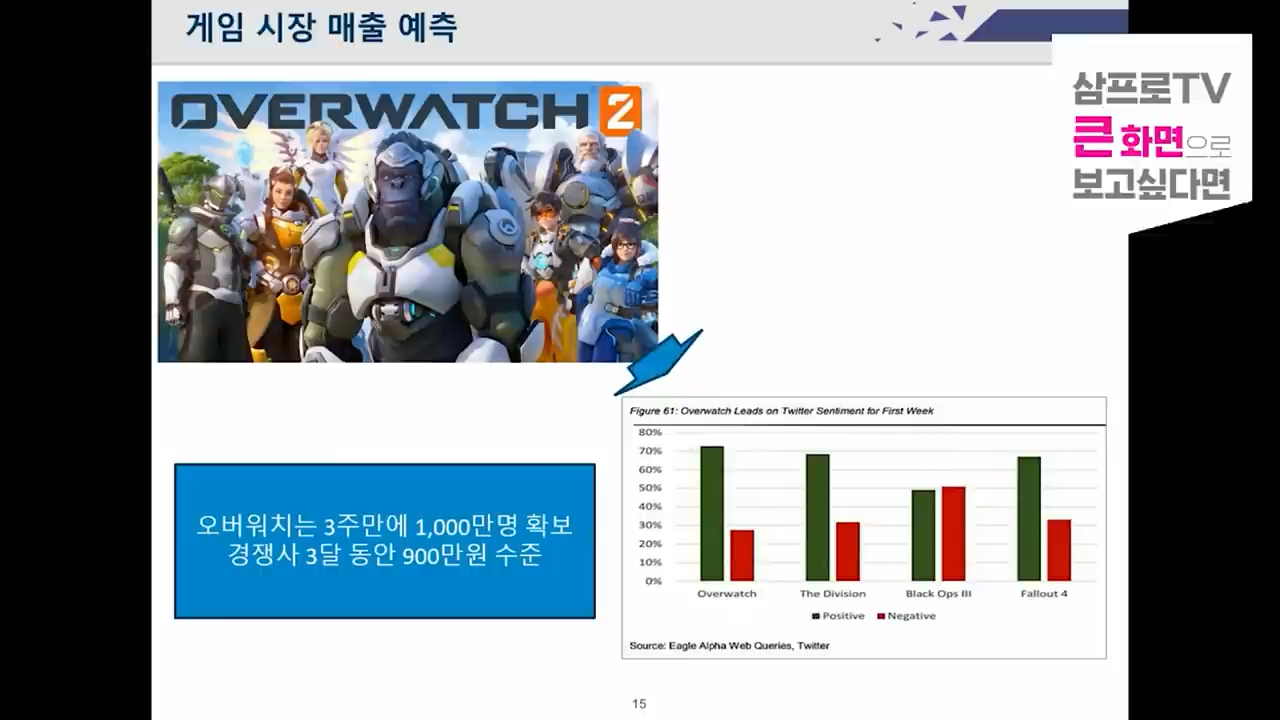 게임 시장 매출 예측
삼프로TV
큰 화면으로
보고싶다면
OVERWATCH 2
Figure 61: Overwatch Leads on Twitter Sentiment for First Week
80%
70%
60%
50%
40%
30%
20%
10%
0%
Overwatch The Division Black Ops III Fallout 4
Positive Negative
Source: Eagle Alpha Web Queries, Twitter
오버워치는 3주만에 1,000만명 확보
경쟁사 3달 동안 900만원 수준
15